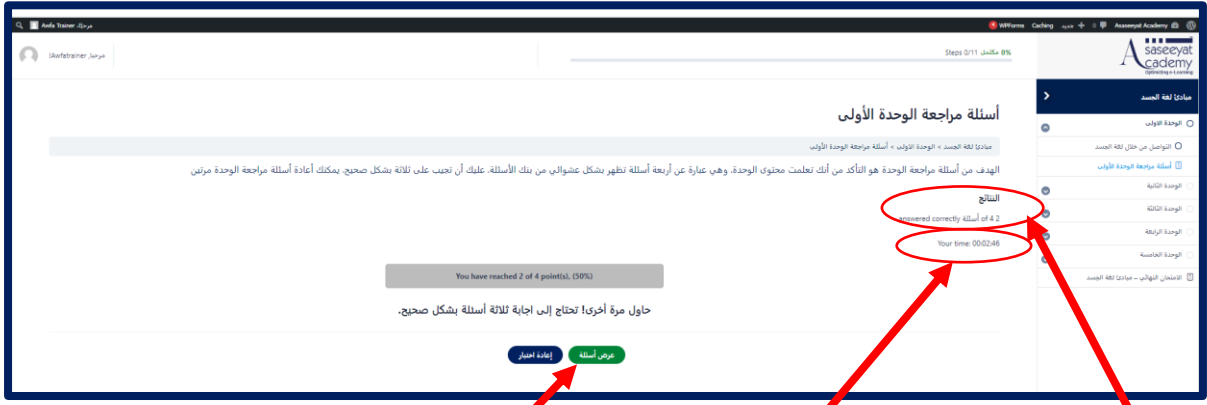 Asaseeyat Academy 0 + جديد Caching WPForms 4
مرحبًا، Awfa Trainer
Asaseeyat Academy
Optimizing e-Learning
0% مكتمل Steps 0/11
مرحبا, Awfatrainer!
مبادئ لغة الجسد
الوحدة الاولى
التواصل من خلال لغة الجسد
أسئلة مراجعة الوحدة الأولى
الوحدة الثانية
الوحدة الثالثة
الوحدة الرابعة
الوحدة الخامسة
الامتحان النهائي – مبادئ لغة الجسد
أسئلة مراجعة الوحدة الأولى
مبادئ لغة الجسد > الوحدة الاولى > أسئلة مراجعة الوحدة الأولى
الهدف من أسئلة مراجعة الوحدة هو التأكد من أنك تعلمت محتوى الوحدة. وهي عبارة عن أربعة أسئلة تظهر بشكل عشوائي من بنك الأسئلة. عليك أن تجيب على ثلاثة بشكل صحيح. يمكنك أعادة أسئلة مراجعة الوحدة مرتين
النتائج
2 of 4 أسئلة answered correctly
Your time: 00:02:46
You have reached 2 of 4 point(s), (50%)
حاول مرة أخرى! تحتاج إلى اجابة ثلاثة أسئلة بشكل صحيح.
عرض أسئلة
إعادة اختبار